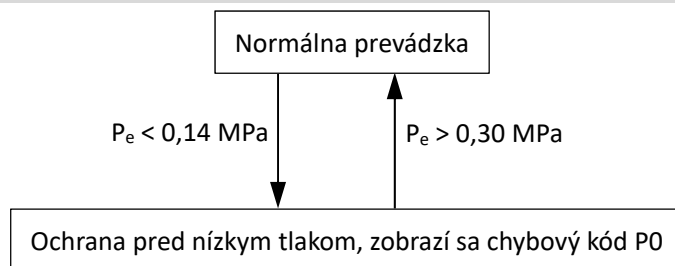 Normálna prevádzka
Pₑ < 0,14 MPa
Pₑ > 0,30 MPa
Ochrana pred nízkym tlakom, zobrazí sa chybový kód P0